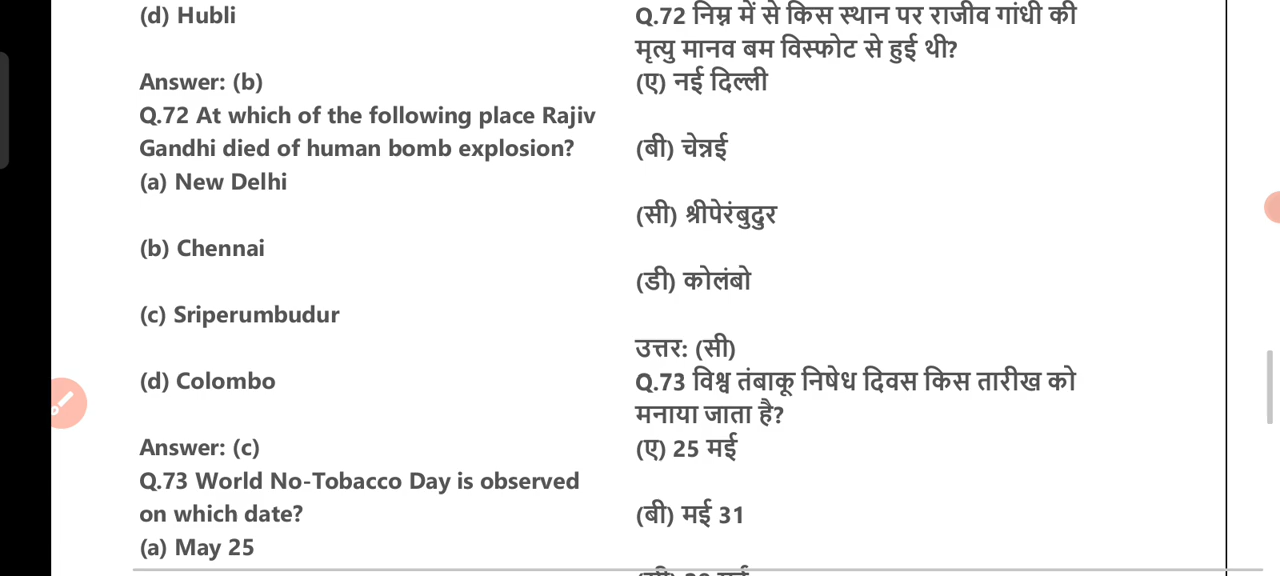 (d) Hubli
Answer: (b)
Q.72 At which of the following place Rajiv
Gandhi died of human bomb explosion?
(a) New Delhi
(b) Chennai
(c) Sriperumbudur
(d) Colombo
Answer: (c)
Q.73 World No-Tobacco Day is observed
on which date?
(a) May 25
Q.72 निम्न में से किस स्थान पर राजीव गांधी की
मृत्यु मानव बम विस्फोट से हुई थी?
(ए) नई दिल्ली
(बी) चेन्नई
(सी) श्रीपेरंबुदुर
(डी) कोलंबो
उत्तर: (सी)
Q.73 विश्व तंबाकू निषेध दिवस किस तारीख को
मनाया जाता है?
(ए) 25 मई
(बी) मई 31